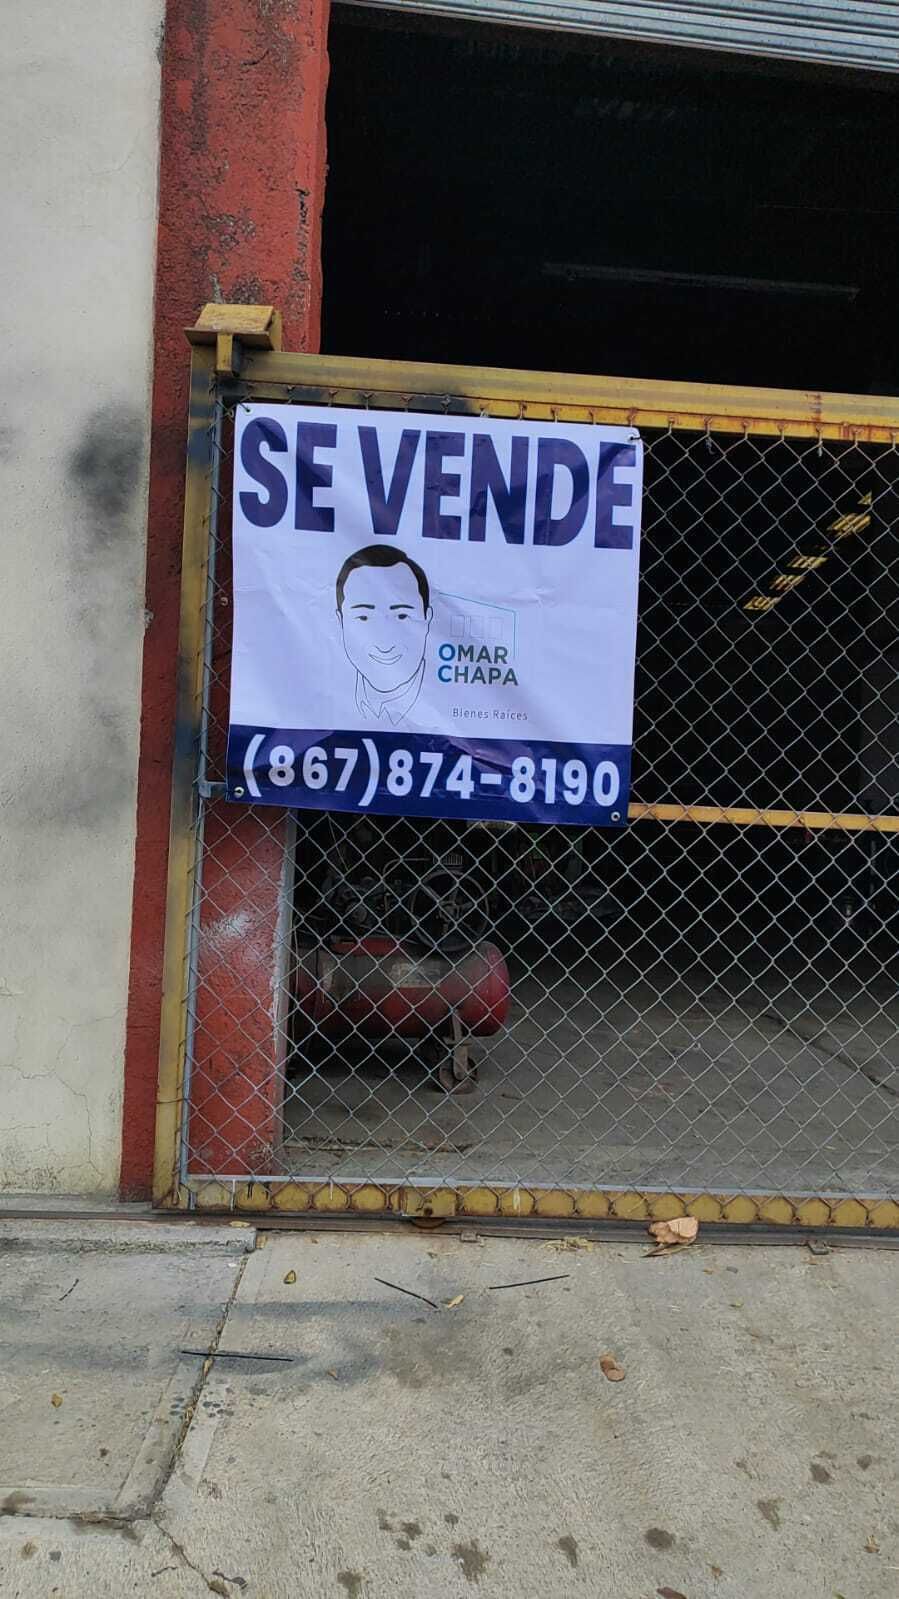 SE VENDE
OMAR
CHAPA
Bienes Raíces
(867)874-8190